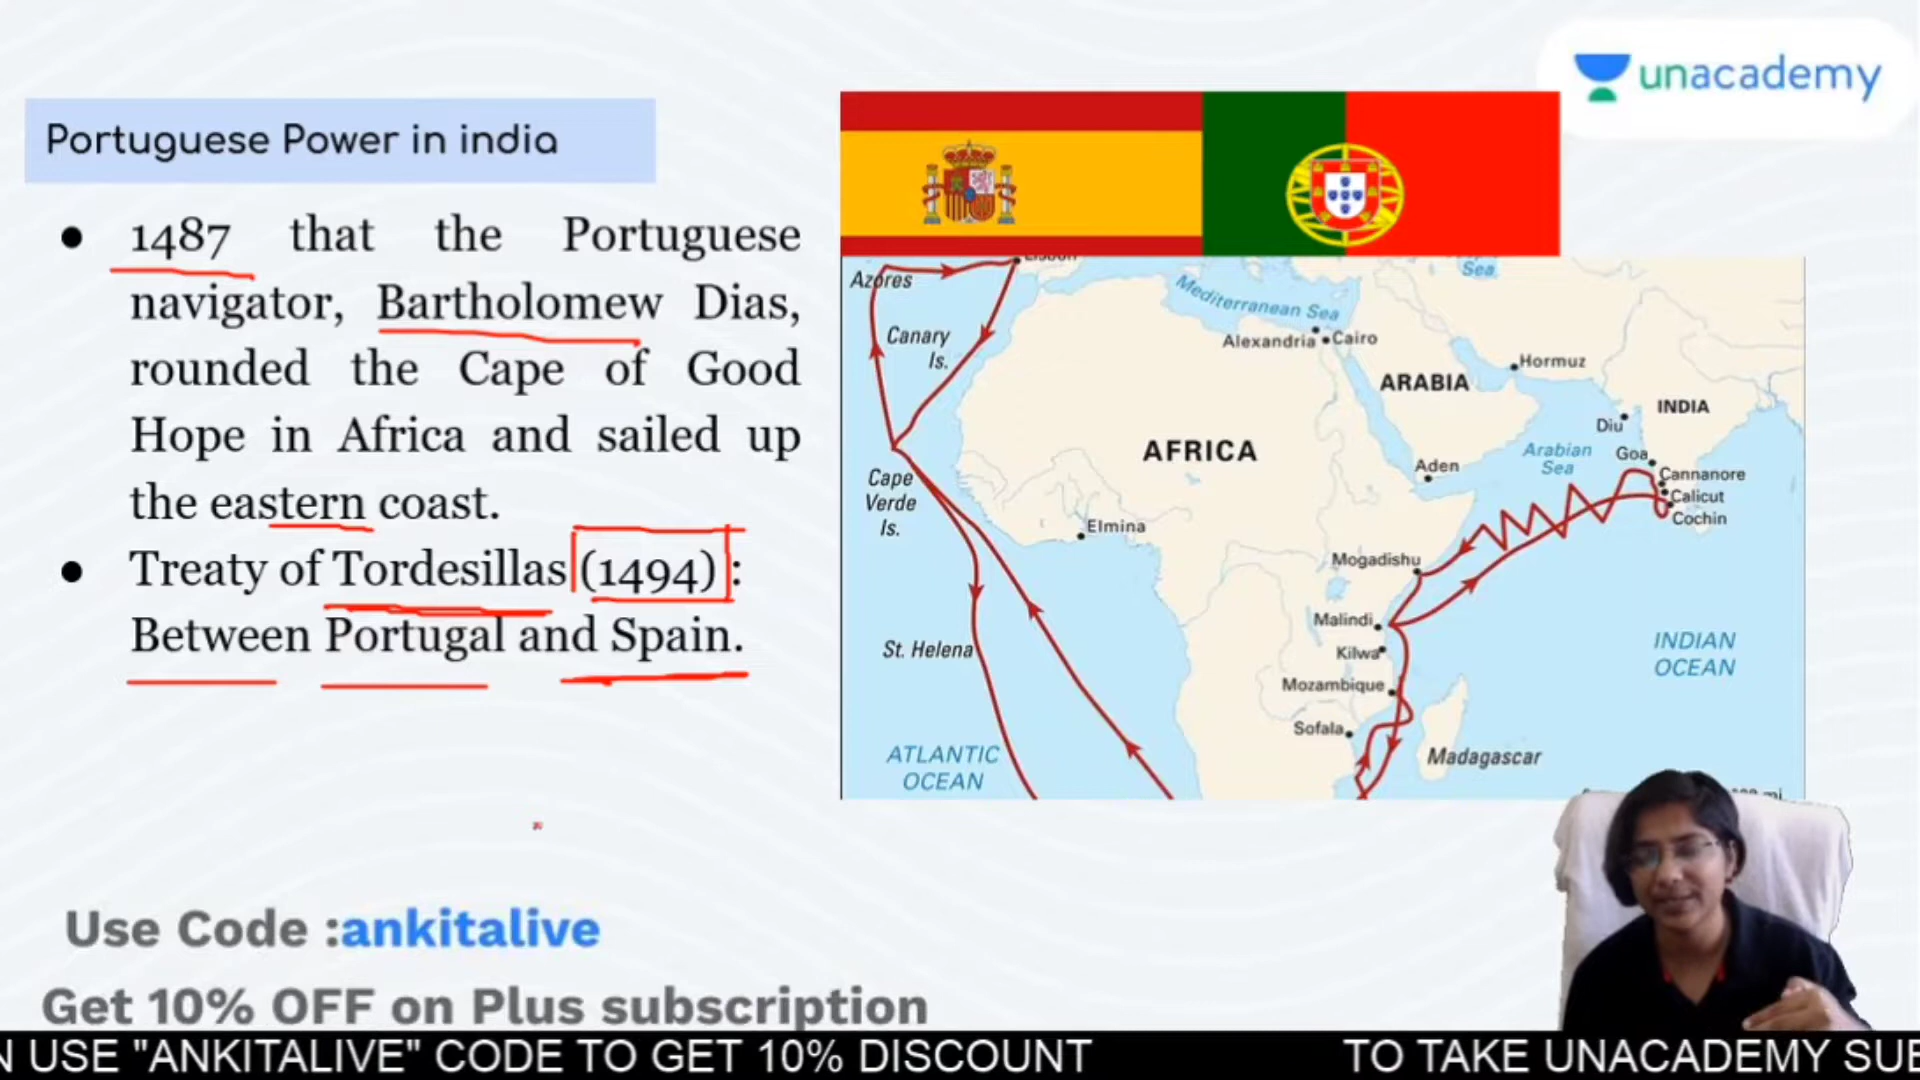 unacademy
Portuguese Power in india
● 1487 that the Portuguese
navigator, Bartholomew Dias,
rounded the Cape of Good
Hope in Africa and sailed up
the eastern coast.
● Treaty of Tordesillas (1494) :
Between Portugal and Spain.
Azores
Lisbon
Sea
Mediterranean Sea
Canary
Is.
Alexandria
Cairo
ARABIA
Hormuz
INDIA
Diu
AFRICA
Arabian
Sea
Goa
Aden
Cannanore
Calicut
Cochin
Cape
Verde
Is.
Elmina
Mogadishu
Malindi
Kilwa
St. Helena
INDIAN
OCEAN
Mozambique
Sofala
Madagascar
ATLANTIC
OCEAN
mi
Use Code :ankitalive
Get 10% OFF on Plus subscription
N USE "ANKITALIVE" CODE TO GET 10% DISCOUNT TO TAKE UNACADEMY SUB